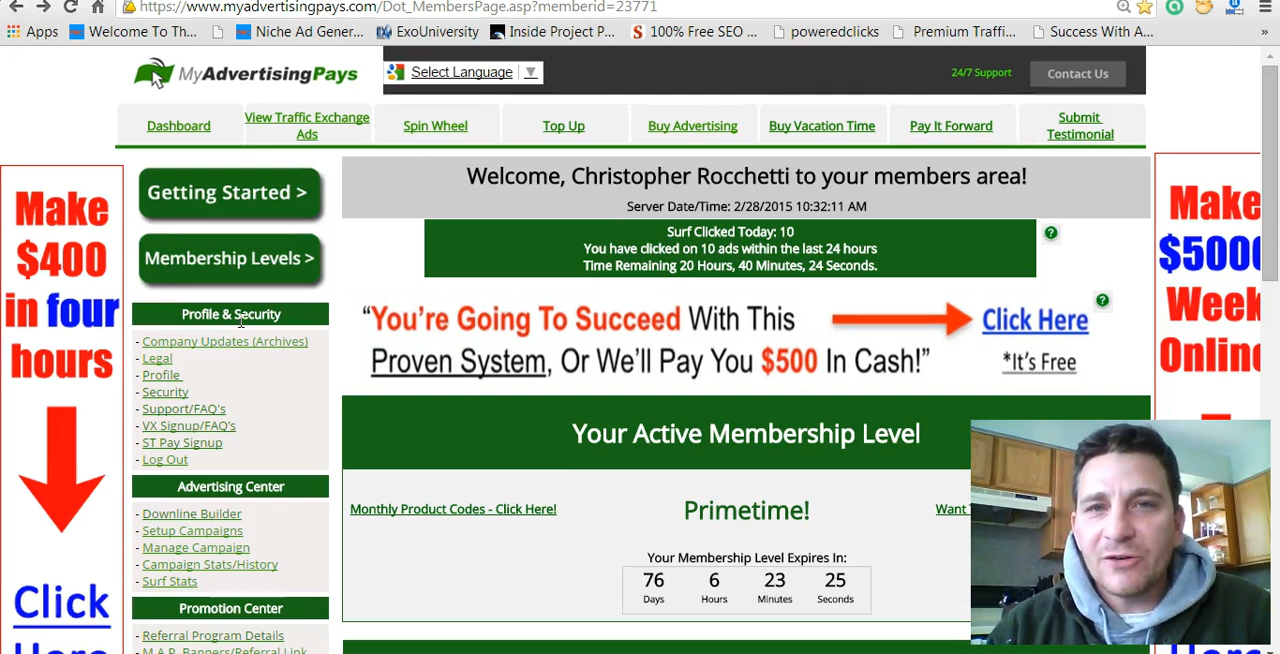 https://www.myadvertisingpays.com/Dot_MembersPage.asp?memberid=23771
Apps Welcome To Th... Niche Ad Gener... ExoUniversity Inside Project P... 100% Free SEO ... poweredclicks Premium Traffi... Success With A... »
MyAdvertisingPays Select Language ▼ 24/7 Support Contact Us
Dashboard View Traffic Exchange Ads Spin Wheel Top Up Buy Advertising Buy Vacation Time Pay It Forward Submit Testimonial
Make
$400
in four
hours
Click
Getting Started >
Membership Levels >
Profile & Security
- Company Updates (Archives)
- Legal
- Profile
- Security
- Support/FAQ's
- VX Signup/FAQ's
- ST Pay Signup
- Log Out
Advertising Center
- Downline Builder
- Setup Campaigns
- Manage Campaign
- Campaign Stats/History
- Surf Stats
Promotion Center
- Referral Program Details
- M.A.P. Banners/Referral Link
Welcome, Christopher Rocchetti to your members area!
Server Date/Time: 2/28/2015 10:32:11 AM
Surf Clicked Today: 10
You have clicked on 10 ads within the last 24 hours
Time Remaining 20 Hours, 40 Minutes, 24 Seconds.
“You’re Going To Succeed With This Click Here
Proven System, Or We’ll Pay You $500 In Cash!” *It’s Free
Your Active Membership Level
Monthly Product Codes - Click Here! Primetime! Want
Your Membership Level Expires In:
76 6 23 25
Days Hours Minutes Seconds
Make
$500
Week
Online